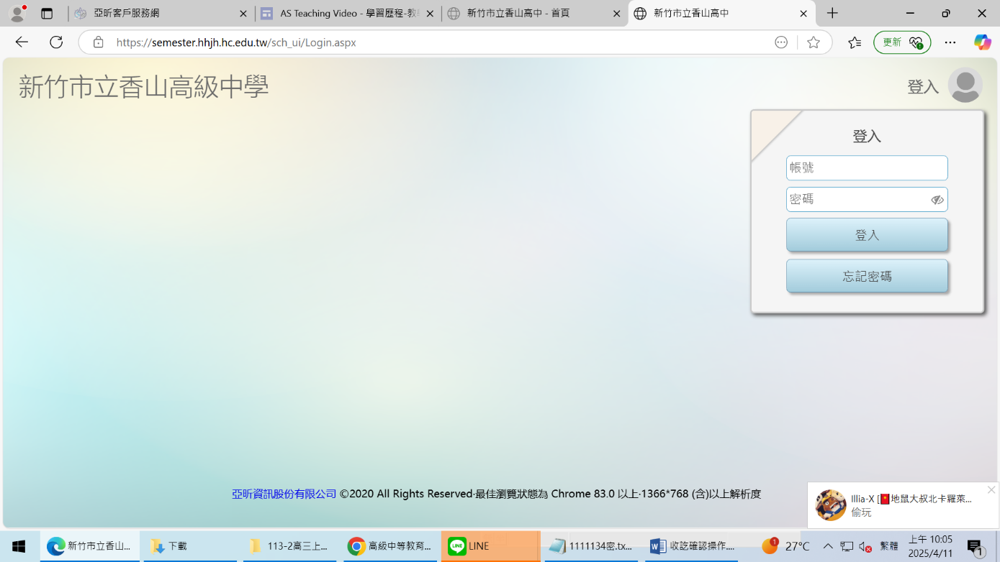 亞昕客戶服務網
AS Teaching Video - 學習歷程-教
新竹市立香山高中 - 首頁
新竹市立香山高中
https://semester.hhjh.hc.edu.tw/sch_ui/Login.aspx
更新
新竹市立香山高級中學
登入
登入
帳號
密碼
登入
忘記密碼
亞昕資訊股份有限公司 ©2020 All Rights Reserved‧最佳瀏覽狀態為 Chrome 83.0 以上‧1366*768 (含)以上解析度
Illia-X [🧧地鼠大叔北卡羅萊...
偷玩
新竹市立香山...
下載
113-2高三上...
高級中等教育...
LINE
1111134密.tx...
收訖確認操作....
1
27°C
繁體
上午 10:05
2025/4/11
1